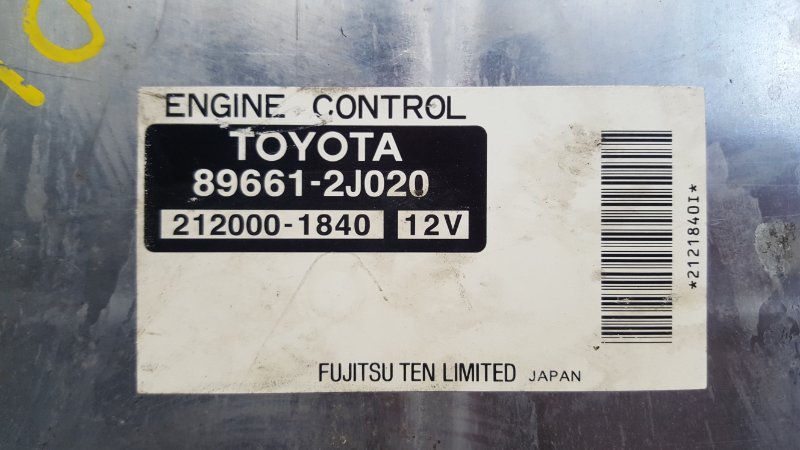 ENGINE CONTROL
TOYOTA
89661-2J020
212000-1840 12V
*2121840I*
FUJITSU TEN LIMITED JAPAN